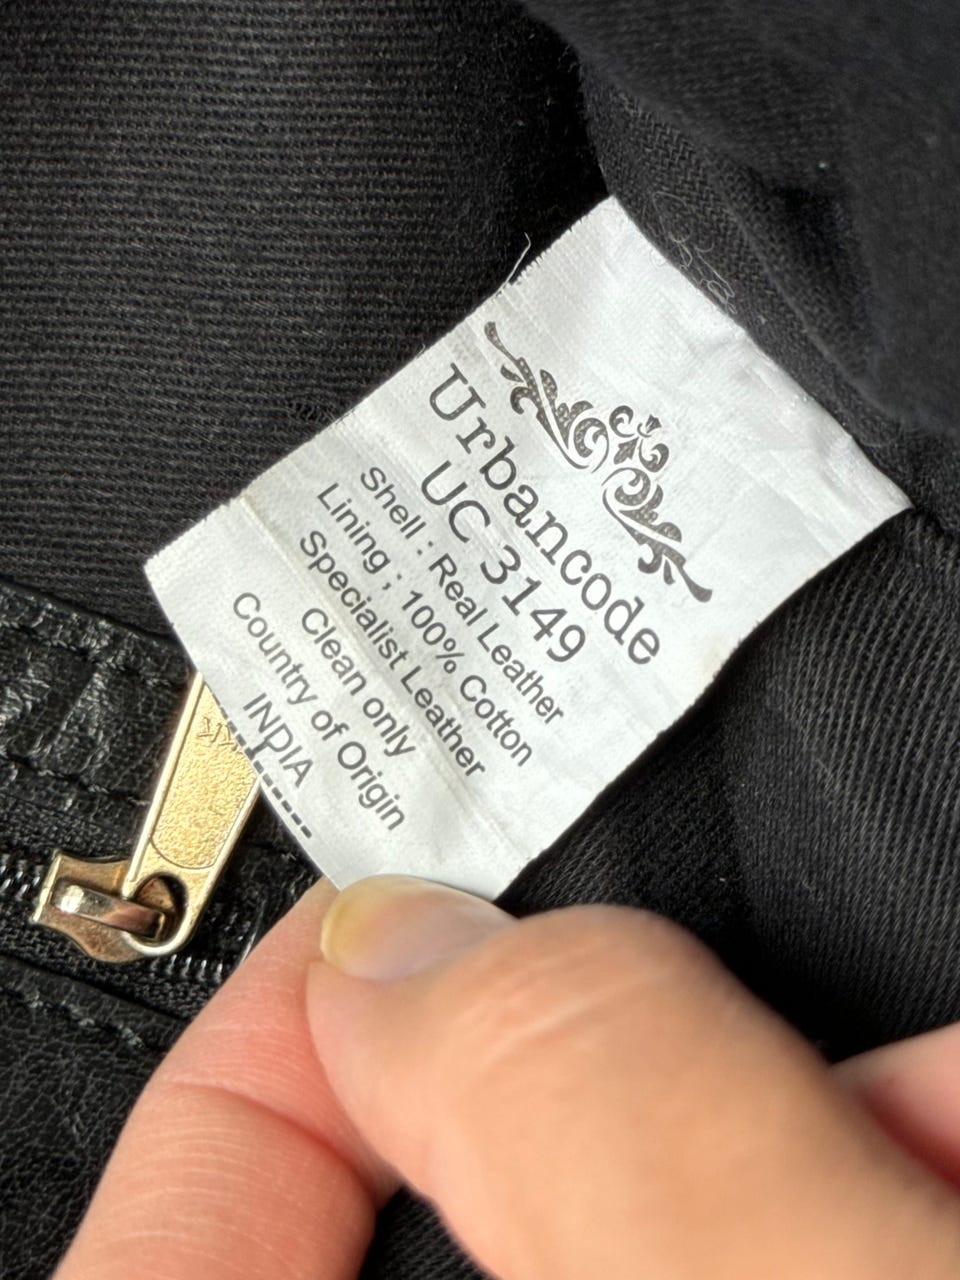 Urbancode
UC 3149
Shell : Real Leather
Lining ; 100% Cotton
Specialist Leather
Clean only
Country of Origin
INDIA